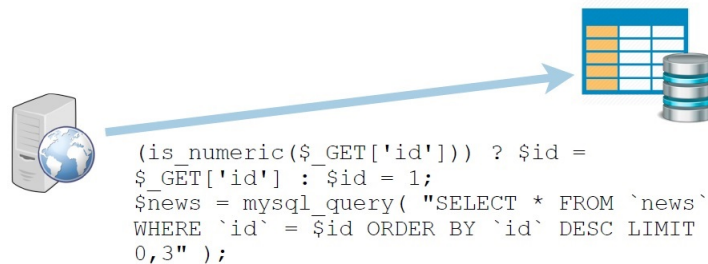 (is_numeric($_GET['id'])) ? $id =
$_GET['id'] : $id = 1;
$news = mysql_query( "SELECT * FROM `news`
WHERE `id` = $id ORDER BY `id` DESC LIMIT
0,3" );